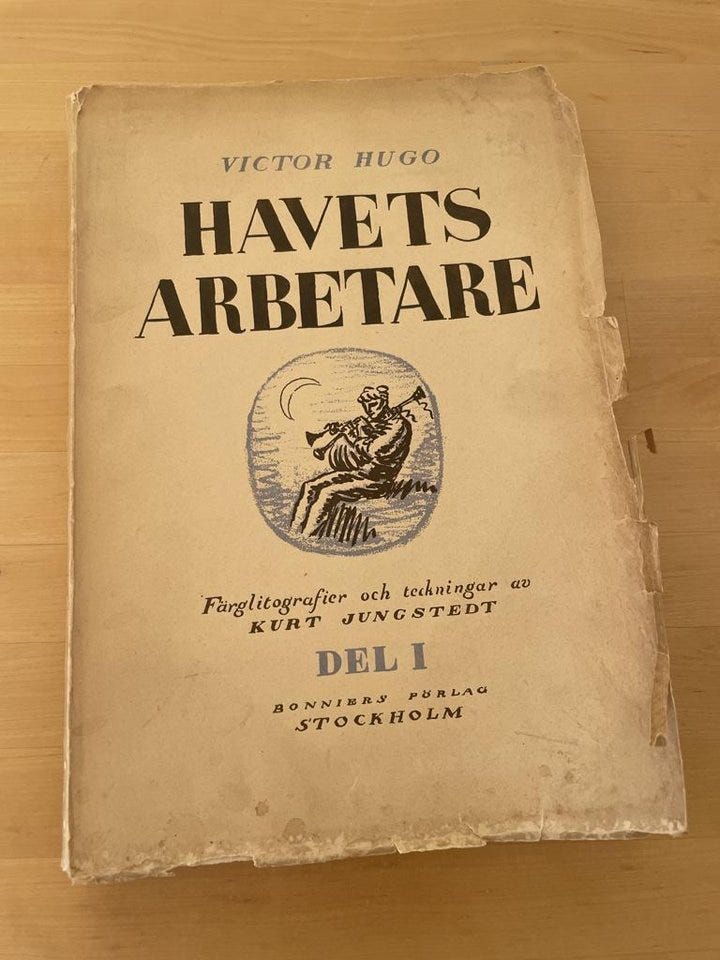 VICTOR HUGO
HAVETS
ARBETARE
Färglitografier och teckningar av
KURT JUNGSTEDT
DEL I
BONNIERS FÖRLAG
STOCKHOLM